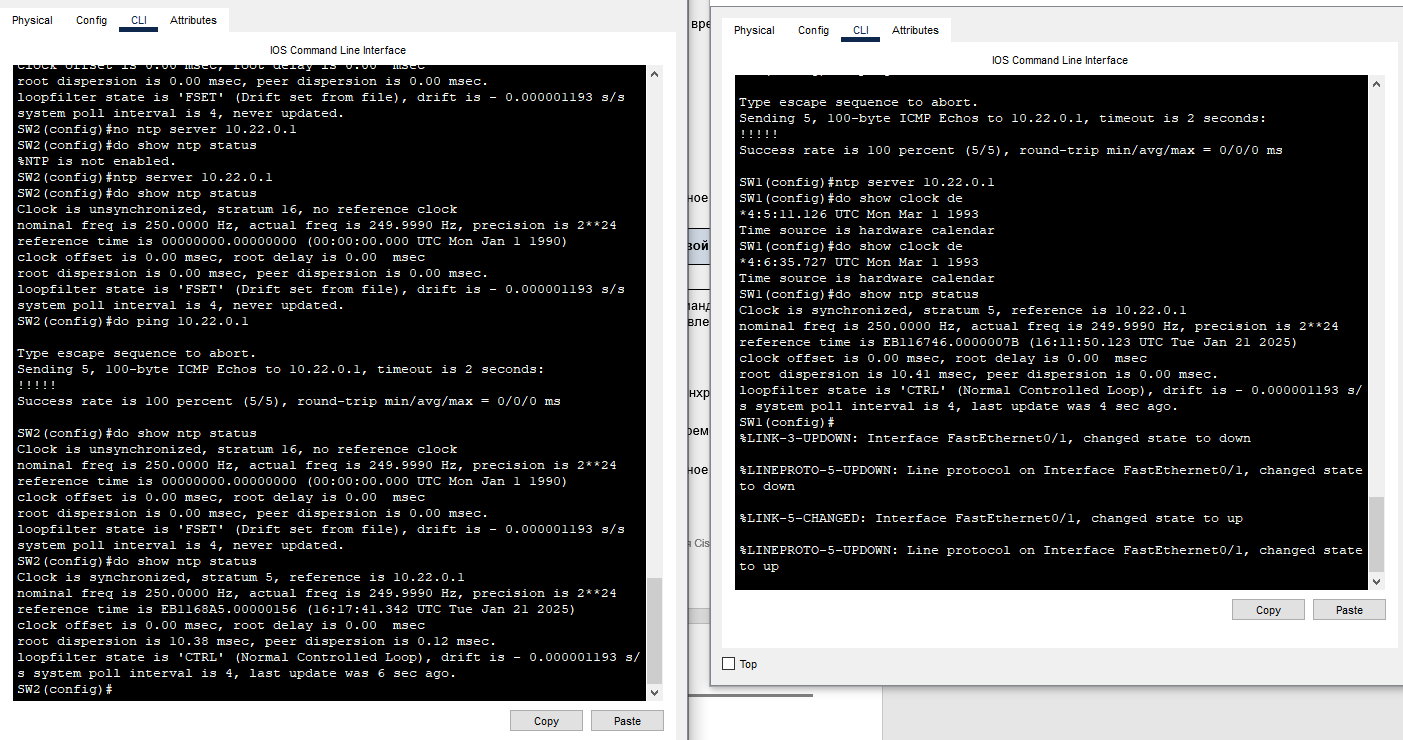 Physical
Config
CLI
Attributes
IOS Command Line Interface
Clock offset is 0.00 msec, root delay is 0.00  msec
root dispersion is 0.00 msec, peer dispersion is 0.00 msec.
loopfilter state is 'FSET' (Drift set from file), drift is - 0.000001193 s/s
system poll interval is 4, never updated.
SW2(config)#no ntp server 10.22.0.1
SW2(config)#do show ntp status
%NTP is not enabled.
SW2(config)#ntp server 10.22.0.1
SW2(config)#do show ntp status
Clock is unsynchronized, stratum 16, no reference clock
nominal freq is 250.0000 Hz, actual freq is 249.9990 Hz, precision is 2**24
reference time is 00000000.00000000 (00:00:00.000 UTC Mon Jan 1 1990)
clock offset is 0.00 msec, root delay is 0.00  msec
root dispersion is 0.00 msec, peer dispersion is 0.00 msec.
loopfilter state is 'FSET' (Drift set from file), drift is - 0.000001193 s/s
system poll interval is 4, never updated.
SW2(config)#do ping 10.22.0.1
Type escape sequence to abort.
Sending 5, 100-byte ICMP Echos to 10.22.0.1, timeout is 2 seconds:
!!!!!
Success rate is 100 percent (5/5), round-trip min/avg/max = 0/0/0 ms
SW2(config)#do show ntp status
Clock is unsynchronized, stratum 16, no reference clock
nominal freq is 250.0000 Hz, actual freq is 249.9990 Hz, precision is 2**24
reference time is 00000000.00000000 (00:00:00.000 UTC Mon Jan 1 1990)
clock offset is 0.00 msec, root delay is 0.00  msec
root dispersion is 0.00 msec, peer dispersion is 0.00 msec.
loopfilter state is 'FSET' (Drift set from file), drift is - 0.000001193 s/s
system poll interval is 4, never updated.
SW2(config)#do show ntp status
Clock is synchronized, stratum 5, reference is 10.22.0.1
nominal freq is 250.0000 Hz, actual freq is 249.9990 Hz, precision is 2**24
reference time is EB1168A5.00000156 (16:17:41.342 UTC Tue Jan 21 2025)
clock offset is 0.00 msec, root delay is 0.00  msec
root dispersion is 10.38 msec, peer dispersion is 0.12 msec.
loopfilter state is 'CTRL' (Normal Controlled Loop), drift is - 0.000001193 s/
s system poll interval is 4, last update was 6 sec ago.
SW2(config)#
Copy
Paste
вре
ное
вой
ланд
вле
нхр
рем
ное
я Cis
Physical
Config
CLI
Attributes
IOS Command Line Interface
Type escape sequence to abort.
Sending 5, 100-byte ICMP Echos to 10.22.0.1, timeout is 2 seconds:
!!!!!
Success rate is 100 percent (5/5), round-trip min/avg/max = 0/0/0 ms
SW1(config)#ntp server 10.22.0.1
SW1(config)#do show clock de
*4:5:11.126 UTC Mon Mar 1 1993
Time source is hardware calendar
SW1(config)#do show clock de
*4:6:35.727 UTC Mon Mar 1 1993
Time source is hardware calendar
SW1(config)#do show ntp status
Clock is synchronized, stratum 5, reference is 10.22.0.1
nominal freq is 250.0000 Hz, actual freq is 249.9990 Hz, precision is 2**24
reference time is EB116746.0000007B (16:11:50.123 UTC Tue Jan 21 2025)
clock offset is 0.00 msec, root delay is 0.00  msec
root dispersion is 10.41 msec, peer dispersion is 0.00 msec.
loopfilter state is 'CTRL' (Normal Controlled Loop), drift is - 0.000001193 s/
s system poll interval is 4, last update was 4 sec ago.
SW1(config)#
%LINK-3-UPDOWN: Interface FastEthernet0/1, changed state to down
%LINEPROTO-5-UPDOWN: Line protocol on Interface FastEthernet0/1, changed state
to down
%LINK-5-CHANGED: Interface FastEthernet0/1, changed state to up
%LINEPROTO-5-UPDOWN: Line protocol on Interface FastEthernet0/1, changed state
to up
Copy
Paste
Top